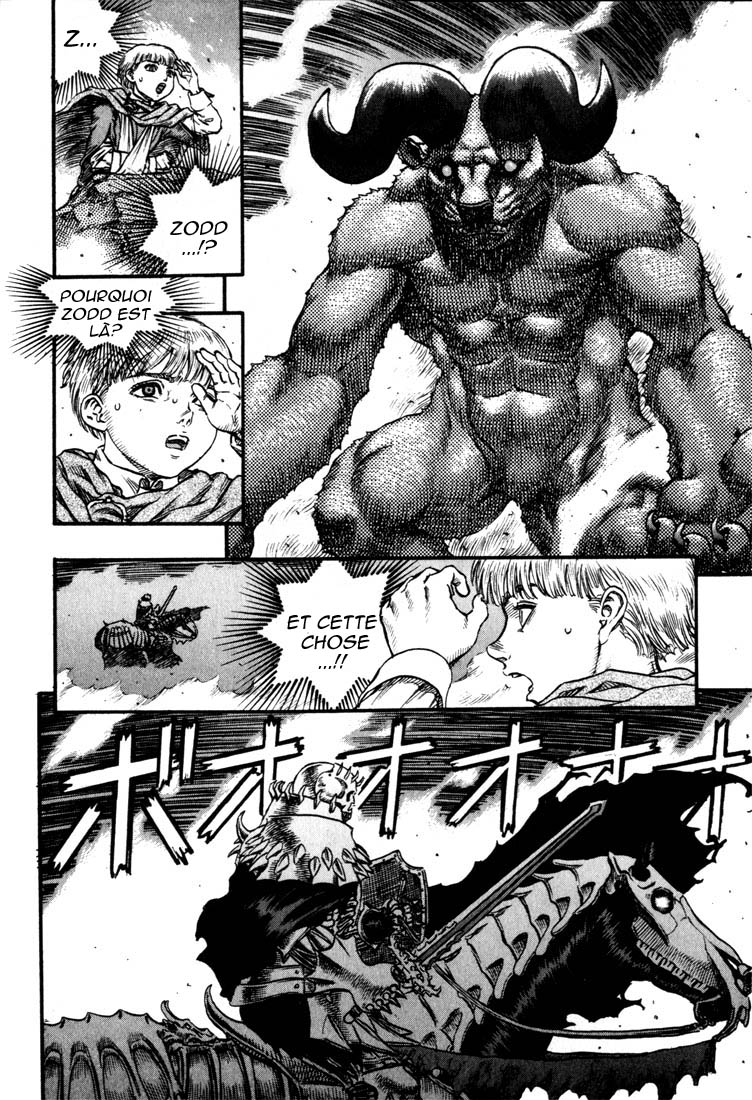 Z...
ZODD
...!?
POURQUOI
ZODD EST
LÀ?
ET CETTE
CHOSE
...!!
ボオオオオオ